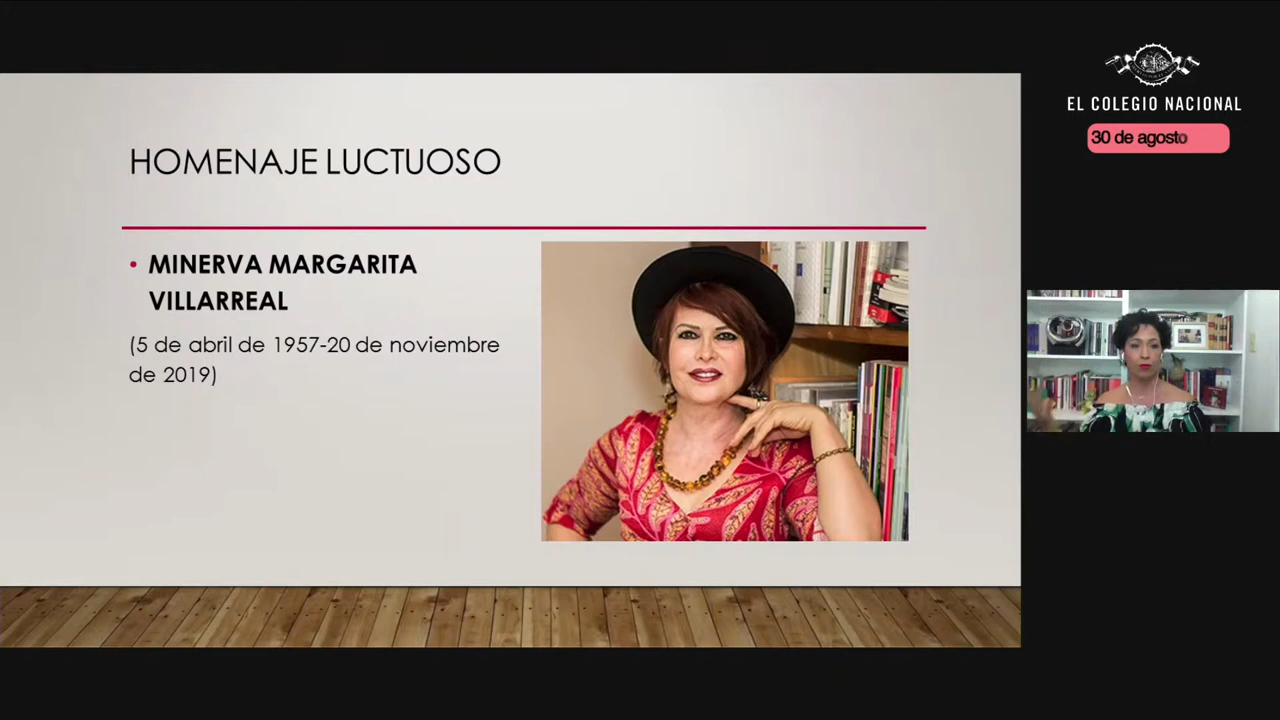 HOMENAJE LUCTUOSO
• MINERVA MARGARITA
VILLARREAL
(5 de abril de 1957-20 de noviembre
de 2019)
EL COLEGIO NACIONAL
30 de agosto